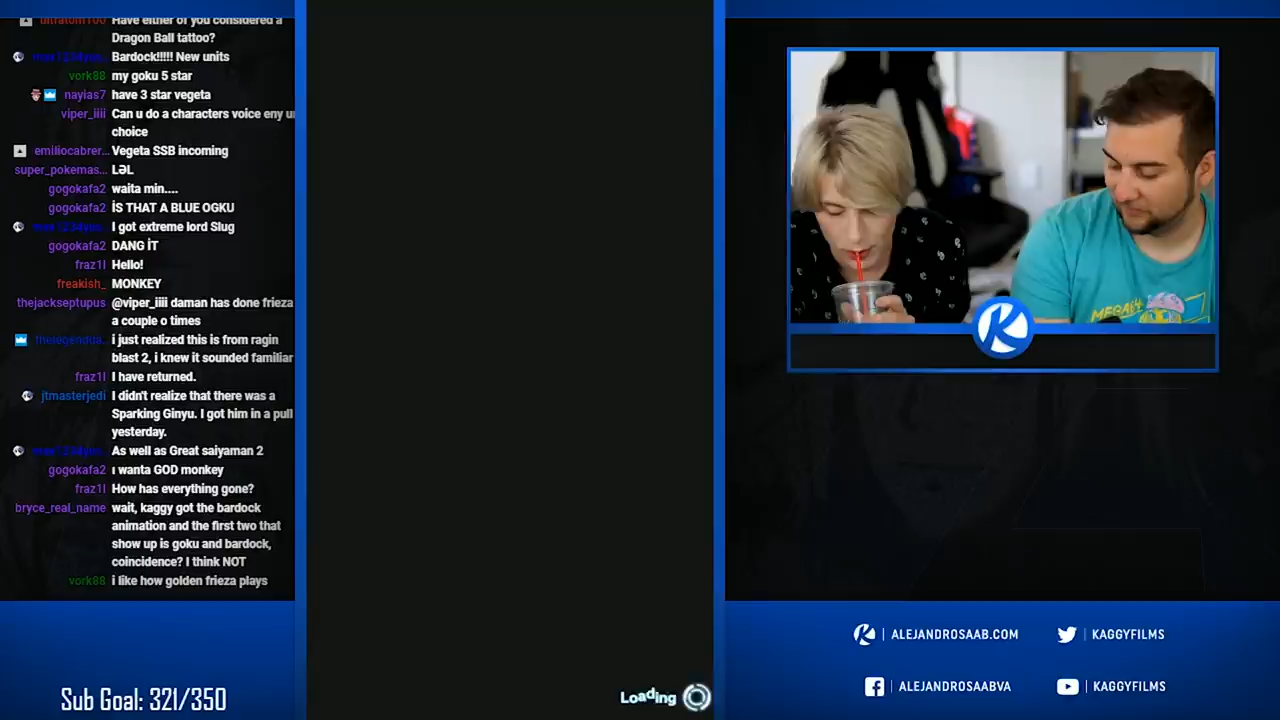 ultratom100 Have either of you considered a
Dragon Ball tattoo?
Bardock!!!!! New units
vork88 my goku 5 star
nayias7 have 3 star vegeta
viper_iiii Can u do a characters voice eny ur
choice
emiliocabrer... Vegeta SSB incoming
super_pokemas... LƏL
gogokafa2 waita min....
gogokafa2 İS THAT A BLUE OGKU
I got extreme lord Slug
gogokafa2 DANG İT
fraz1l Hello!
freakish_ MONKEY
thejackseptupus @viper_iiii daman has done frieza
a couple o times
thelegendua... i just realized this is from ragin
blast 2, i knew it sounded familiar
fraz1l I have returned.
jtmasterjedi I didn't realize that there was a
Sparking Ginyu. I got him in a pull
yesterday.
As well as Great saiyaman 2
gogokafa2 ı wanta GOD monkey
fraz1l How has everything gone?
bryce_real_name wait, kaggy got the bardock
animation and the first two that
show up is goku and bardock,
coincidence? I think NOT
vork88 i like how golden frieza plays
Sub Goal: 321/350
Loading
MEGA64
K
K | ALEJANDROSAAB.COM
KAGGYFILMS
f | ALEJANDROSAABVA
KAGGYFILMS